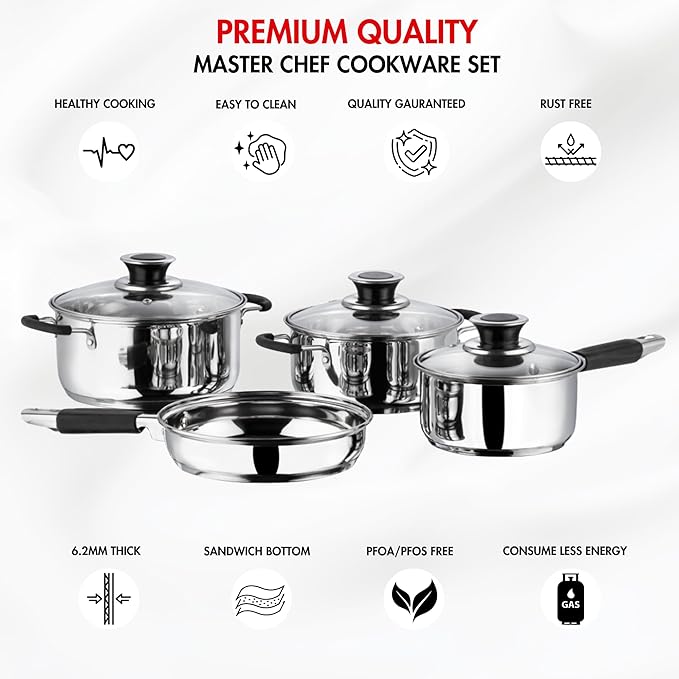 PREMIUM QUALITY
MASTER CHEF COOKWARE SET
HEALTHY COOKING
EASY TO CLEAN
QUALITY GAURANTEED
RUST FREE
6.2MM THICK
SANDWICH BOTTOM
PFOA/PFOS FREE
CONSUME LESS ENERGY
GAS